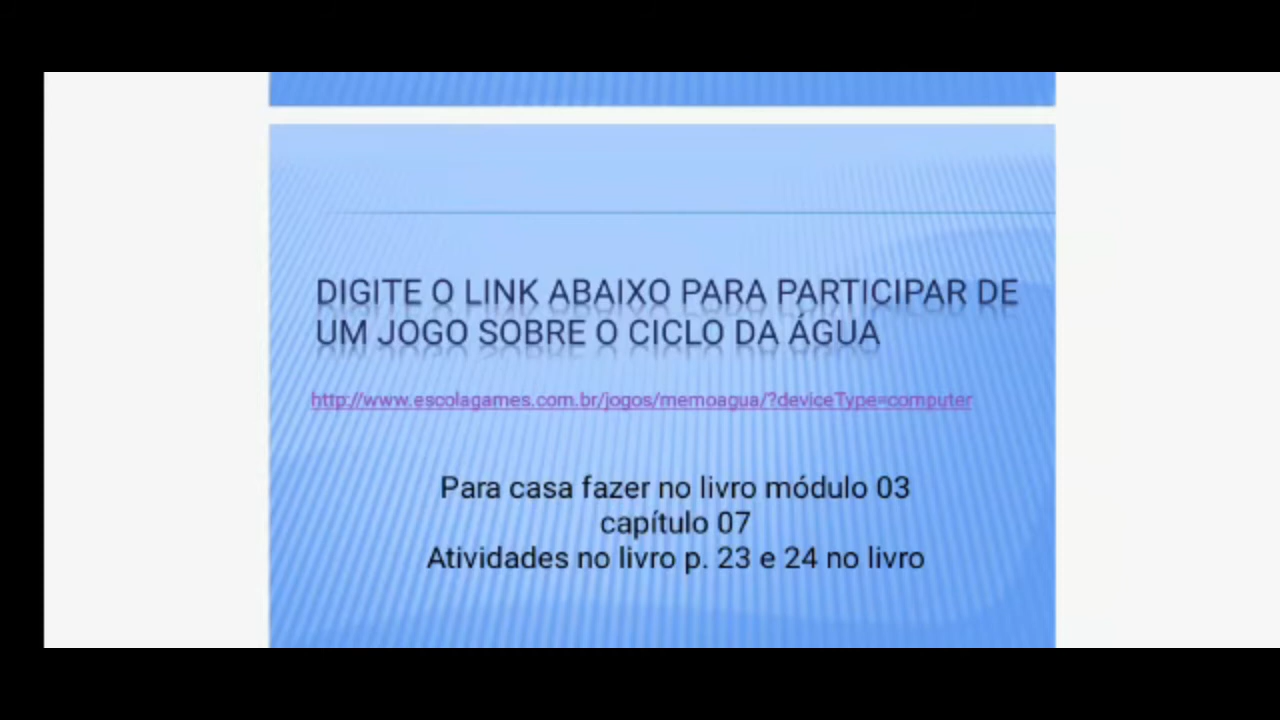 DIGITE O LINK ABAIXO PARA PARTICIPAR DE
UM JOGO SOBRE O CICLO DA ÁGUA
http://www.escolagames.com.br/jogos/memoagua/?deviceType=computer
Para casa fazer no livro módulo 03
capítulo 07
Atividades no livro p. 23 e 24 no livro